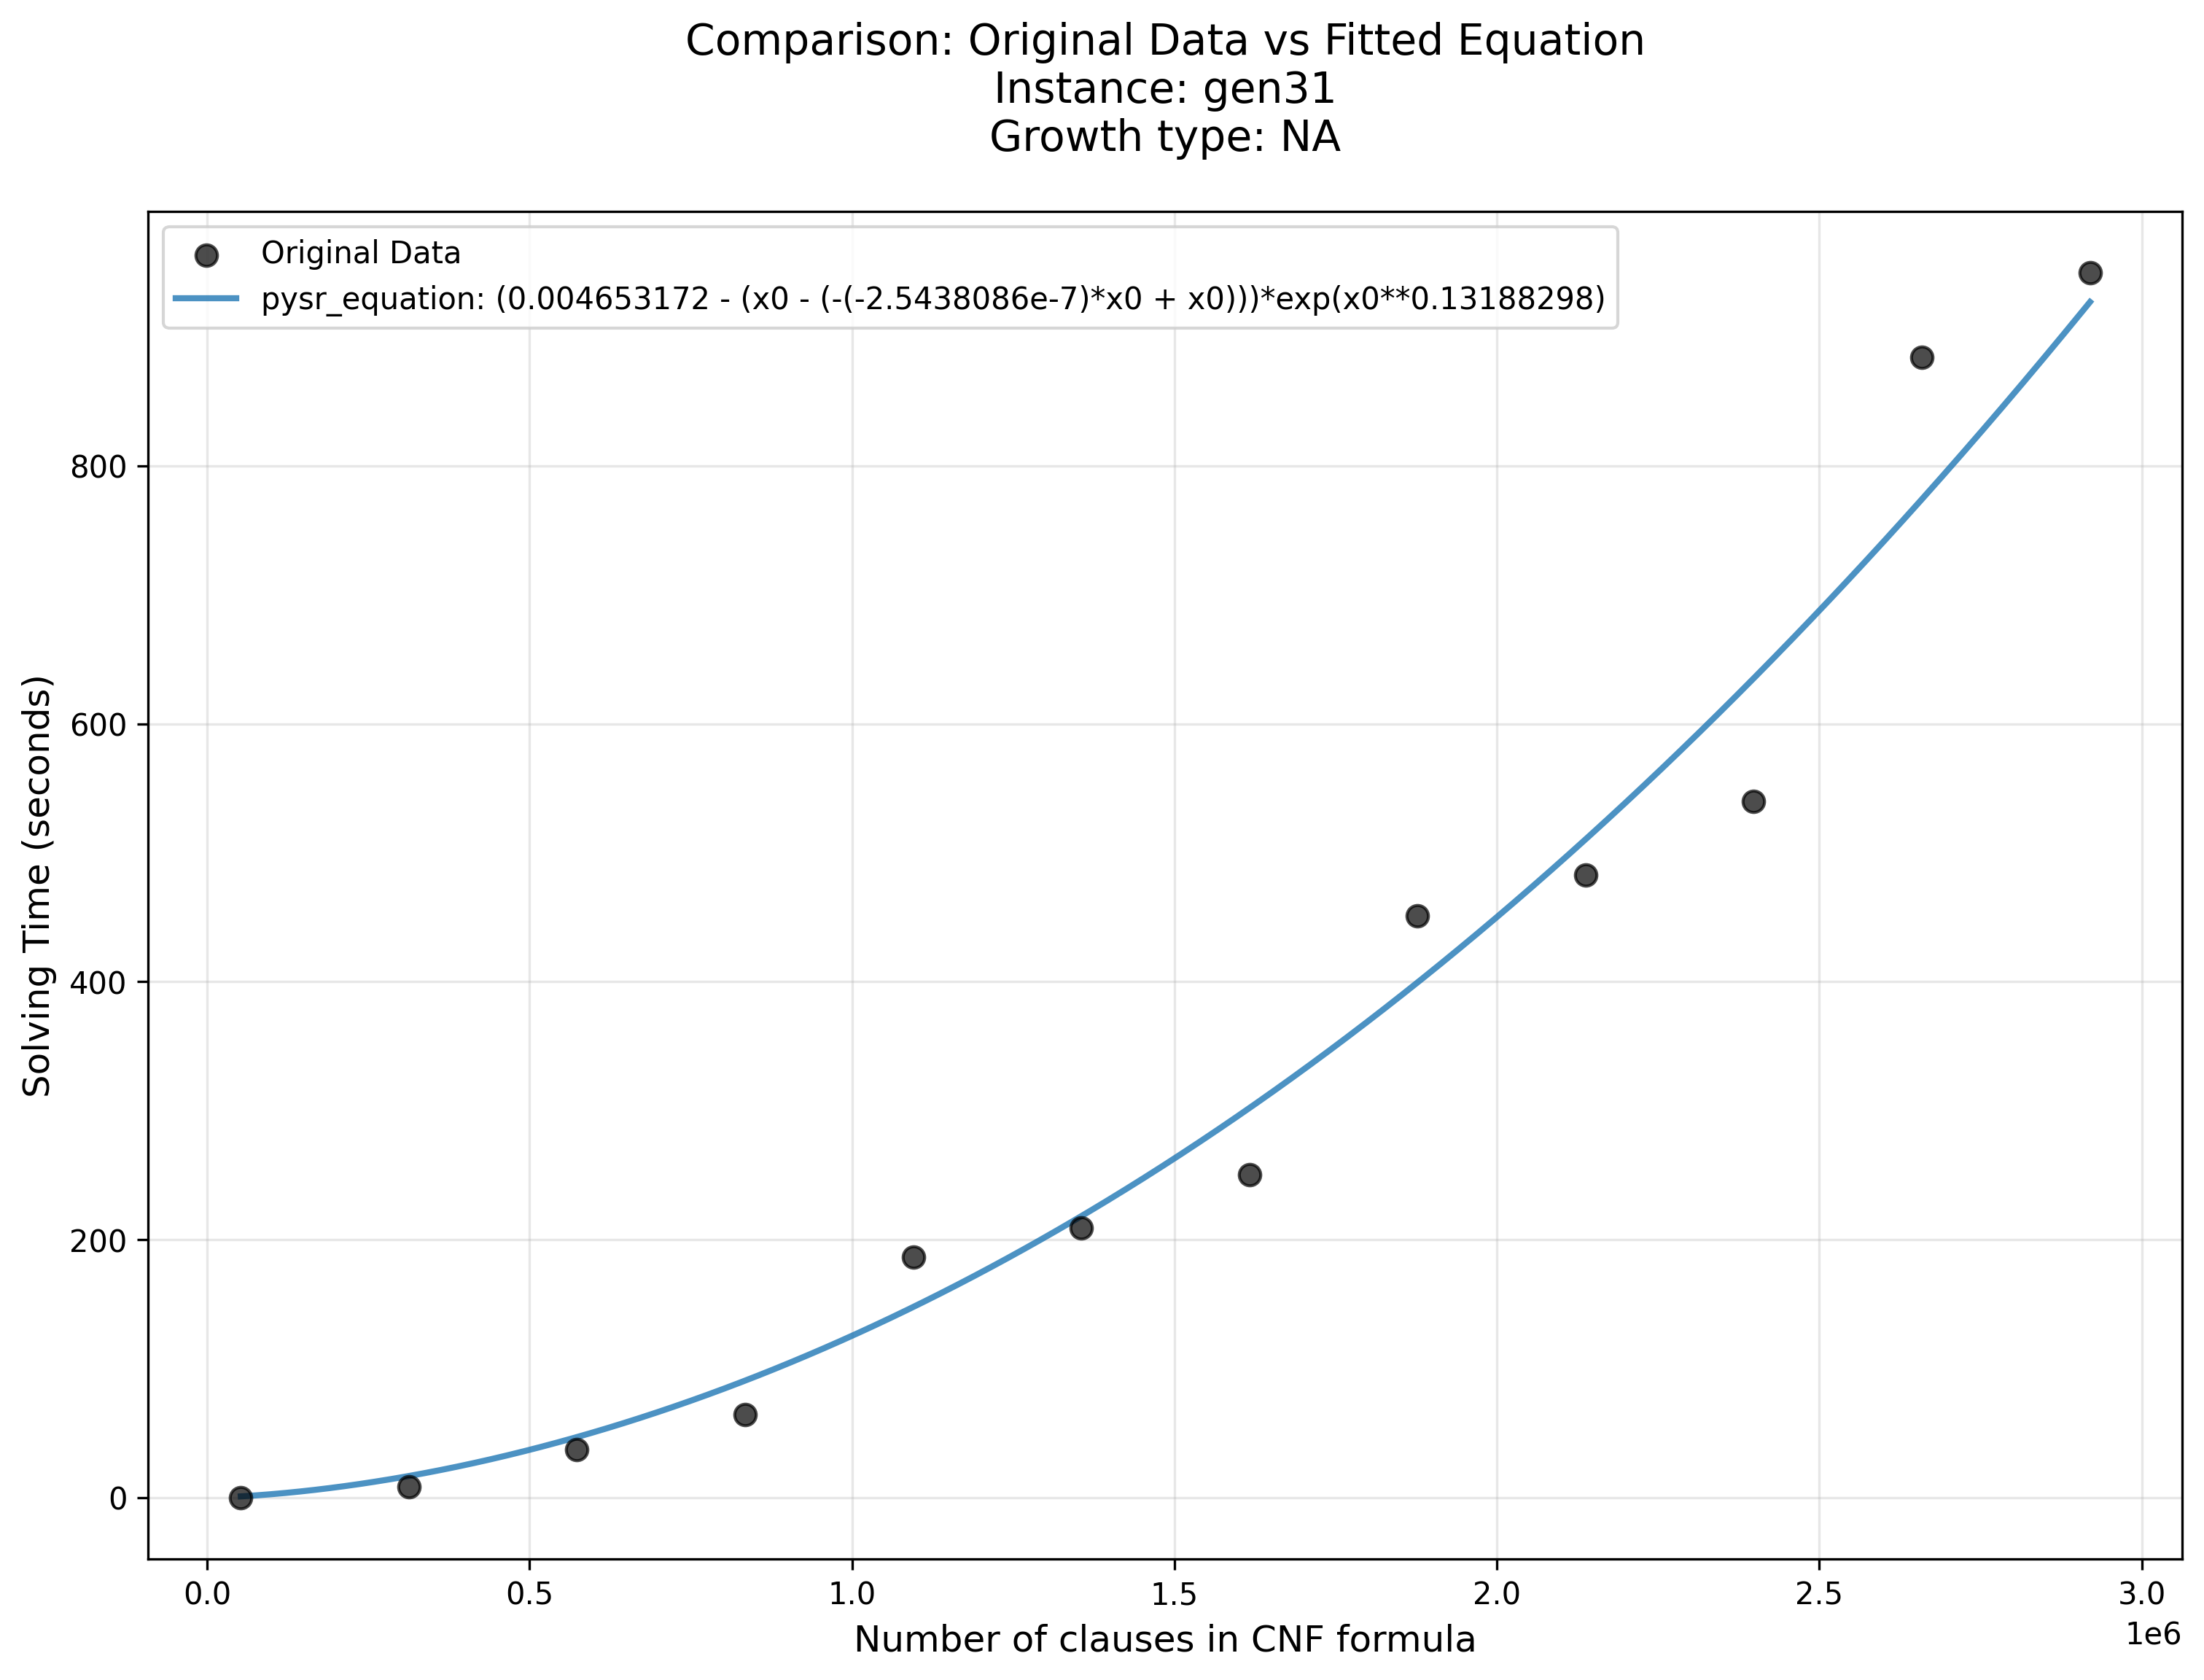 Comparison: Original Data vs Fitted Equation
Instance: gen31
Growth type: NA
Original Data
pysr_equation: (0.004653172 - (x0 - (-(-2.5438086e-7)*x0 + x0)))*exp(x0**0.13188298)
Solving Time (seconds)
800
600
400
200
0
0.0 0.5 1.0 1.5 2.0 2.5 3.0
1e6
Number of clauses in CNF formula